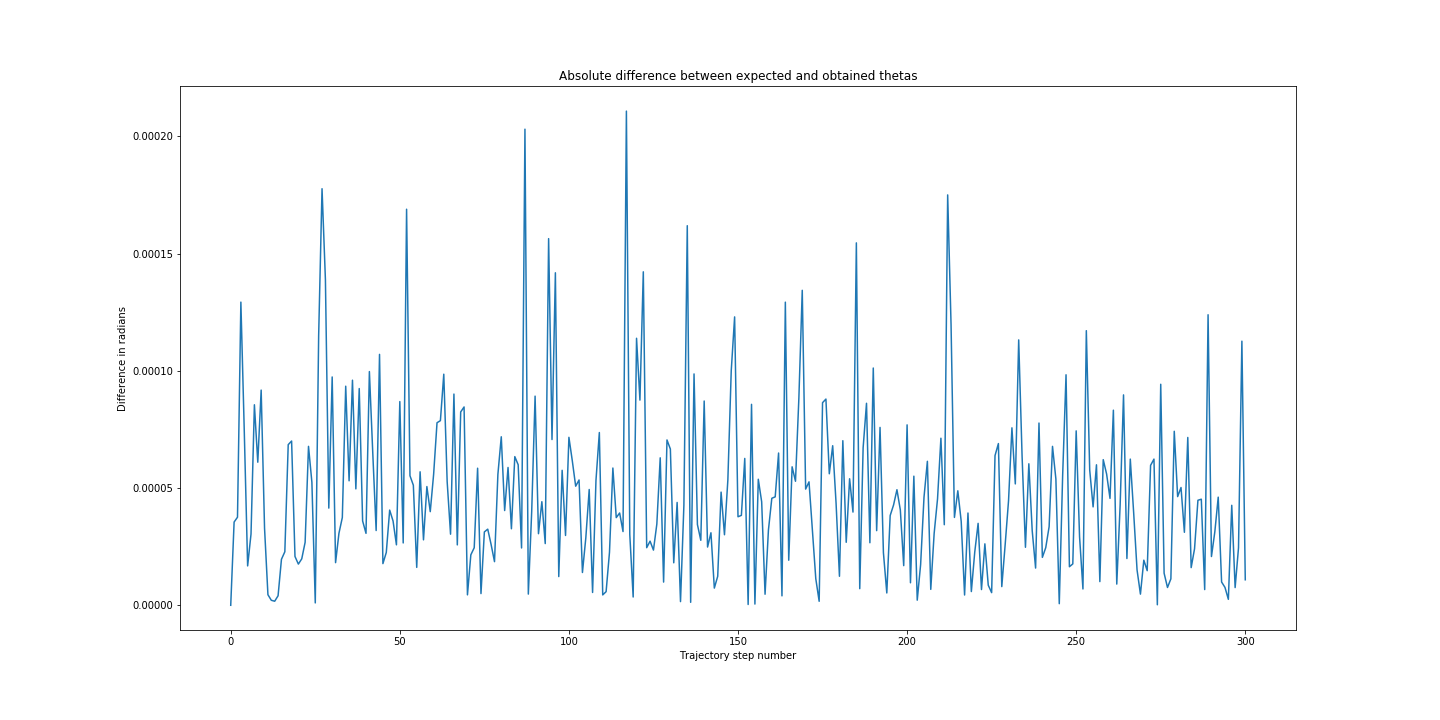 Absolute difference between expected and obtained thetas
0.00020
0.00015
0.00010
0.00005
0.00000
Difference in radians
0 50 100 150 200 250 300
Trajectory step number